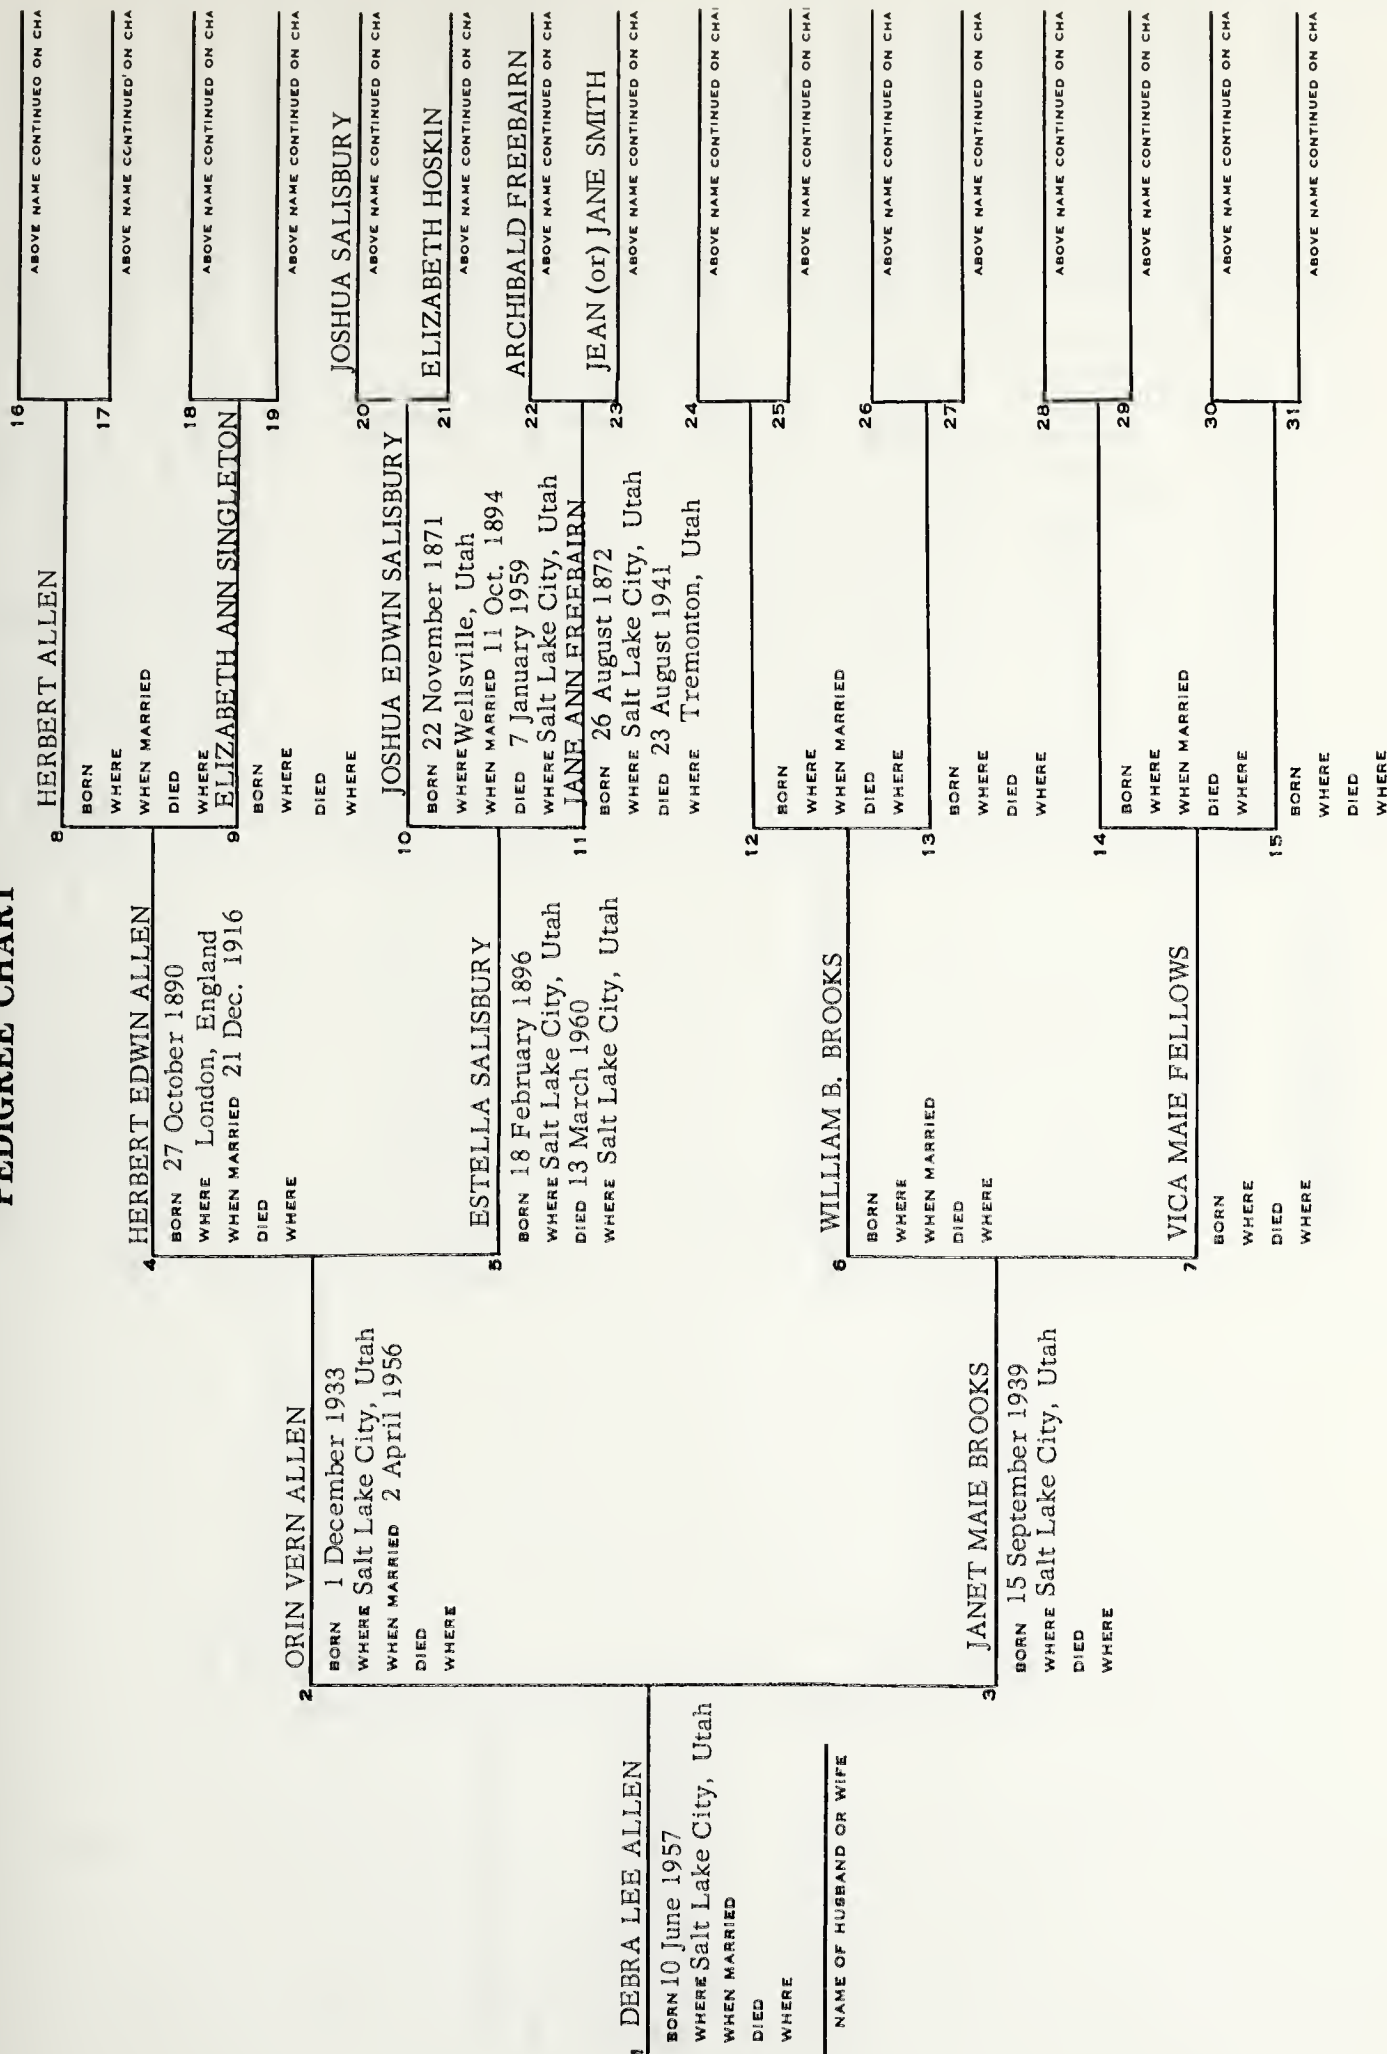 PEDIGREE CHART
DEBRA LEE ALLEN
BORN 10 June 1957
WHERE Salt Lake City, Utah
WHEN MARRIED
DIED
WHERE
NAME OF HUSBAND OR WIFE
2
ORIN VERN ALLEN
BORN 1 December 1933
WHERE Salt Lake City, Utah
WHEN MARRIED 2 April 1956
DIED
WHERE
3
JANET MAIE BROOKS
BORN 15 September 1939
WHERE Salt Lake City, Utah
DIED
WHERE
4
HERBERT EDWIN ALLEN
BORN 27 October 1890
WHERE London, England
WHEN MARRIED 21 Dec. 1916
DIED
WHERE
5
ESTELLA SALISBURY
BORN 18 February 1896
WHERE Salt Lake City, Utah
DIED 13 March 1960
WHERE Salt Lake City, Utah
6
WILLIAM B. BROOKS
BORN
WHERE
WHEN MARRIED
DIED
WHERE
7
VICA MAIE FELLOWS
BORN
WHERE
DIED
WHERE
8
HERBERT ALLEN
BORN
WHERE
WHEN MARRIED
DIED
WHERE
9
ELIZABETH ANN SINGLETON
BORN
WHERE
DIED
WHERE
10
JOSHUA EDWIN SALISBURY
BORN 22 November 1871
WHERE Wellsville, Utah
WHEN MARRIED 11 Oct. 1894
DIED 7 January 1959
WHERE Salt Lake City, Utah
11
JANE ANN FREEBAIRN
BORN 26 August 1872
WHERE Salt Lake City, Utah
DIED 23 August 1941
WHERE Tremonton, Utah
12
BORN
WHERE
WHEN MARRIED
DIED
WHERE
13
BORN
WHERE
DIED
WHERE
14
BORN
WHERE
WHEN MARRIED
DIED
WHERE
15
BORN
WHERE
DIED
WHERE
16
ABOVE NAME CONTINUED ON CHA
17
ABOVE NAME CONTINUED ON CHA
18
ABOVE NAME CONTINUED ON CHA
19
ABOVE NAME CONTINUED ON CHA
JOSHUA SALISBURY
20
ABOVE NAME CONTINUED ON CHA
ELIZABETH HOSKIN
21
ABOVE NAME CONTINUED ON CHA
ARCHIBALD FREEBAIRN
22
ABOVE NAME CONTINUED ON CHA
JEAN (or) JANE SMITH
23
ABOVE NAME CONTINUED ON CHA
24
ABOVE NAME CONTINUED ON CHA
25
ABOVE NAME CONTINUED ON CHA
26
ABOVE NAME CONTINUED ON CHA
27
ABOVE NAME CONTINUED ON CHA
28
ABOVE NAME CONTINUED ON CHA
29
ABOVE NAME CONTINUED ON CHA
30
ABOVE NAME CONTINUED ON CHA
31
ABOVE NAME CONTINUED ON CHA